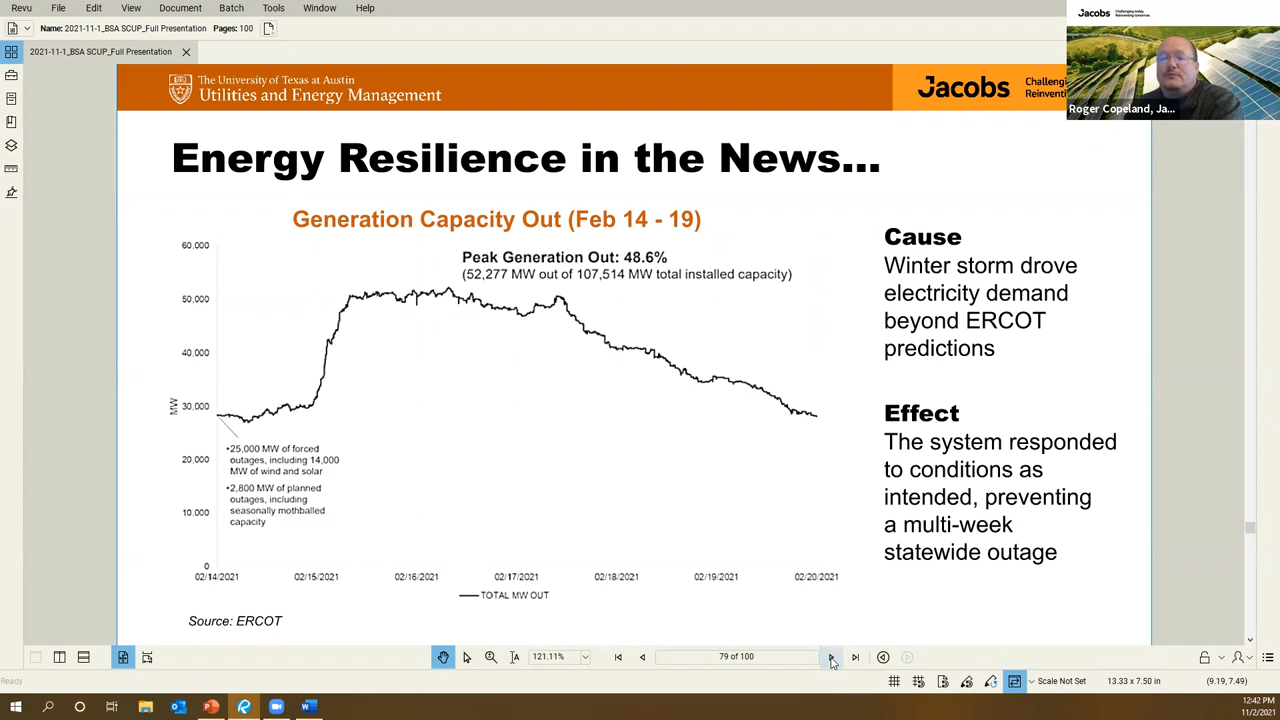 Revu File Edit View Document Batch Tools Window Help
Name: 2021-11-1_BSA SCUP_Full Presentation Pages: 100
2021-11-1_BSA SCUP_Full Presentation
Jacobs Challenging today. Reinventing tomorrow.
Roger Copeland, Ja...
The University of Texas at Austin
Utilities and Energy Management
Jacobs
Challengi
Reinventi
Energy Resilience in the News...
Generation Capacity Out (Feb 14 - 19)
Peak Generation Out: 48.6%
(52,277 MW out of 107,514 MW total installed capacity)
60,000
50,000
40,000
30,000
20,000
10,000
0
MW
•25,000 MW of forced
outages, including 14,000
MW of wind and solar
•2,800 MW of planned
outages, including
seasonally mothballed
capacity
02/14/2021 02/15/2021 02/16/2021 02/17/2021 02/18/2021 02/19/2021 02/20/2021
TOTAL MW OUT
Source: ERCOT
Cause
Winter storm drove
electricity demand
beyond ERCOT
predictions
Effect
The system responded
to conditions as
intended, preventing
a multi-week
statewide outage
121.11%
79 of 100
Ready
Scale Not Set
13.33 x 7.50 in
(9.19, 7.49)
12:42 PM
11/2/2021